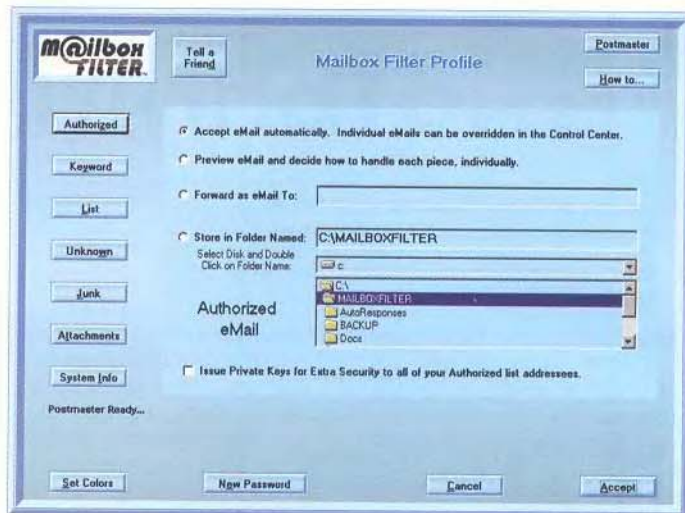 M@ilbox
FILTER™
Tell a
Friend
Mailbox Filter Profile
Postmaster
How to...
Authorized
Keyword
List
Unknown
Junk
Attachments
System Info
Postmaster Ready...
Accept eMail automatically. Individual eMails can be overridden in the Control Center.
Preview eMail and decide how to handle each piece, individually.
Forward as eMail To:
Store in Folder Named: C:\MAILBOXFILTER
Select Disk and Double
Click on Folder Name:
c
C:\
MAILBOXFILTER
AutoResponses
BACKUP
Docs
Authorized
eMail
Issue Private Keys for Extra Security to all of your Authorized list addressees.
Set Colors
New Password
Cancel
Accept